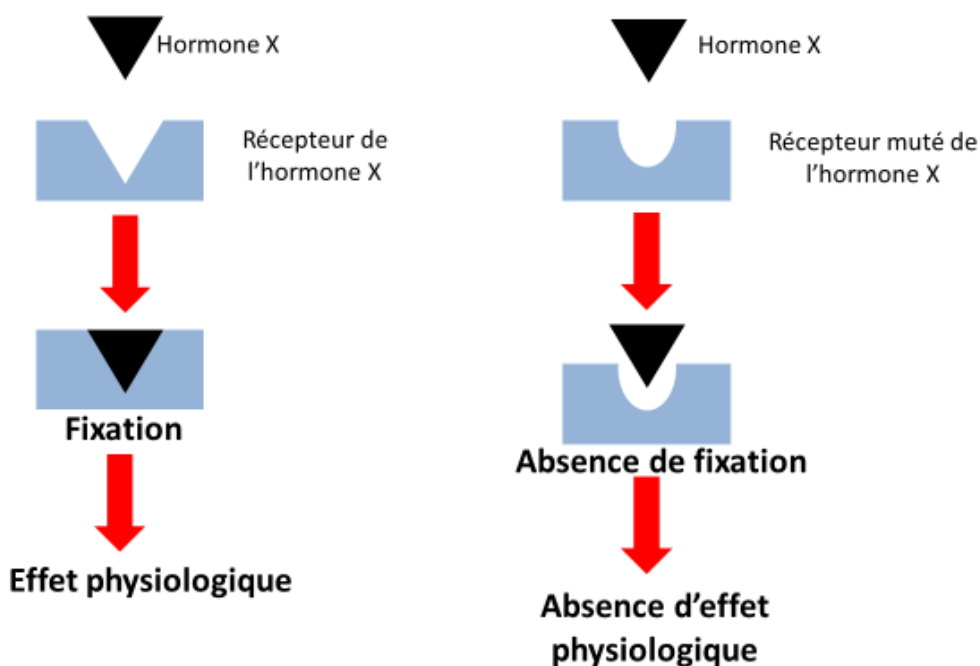 Hormone X
Récepteur de
l'hormone X
Fixation
Effet physiologique
Hormone X
Récepteur muté de
l'hormone X
Absence de fixation
Absence d'effet
physiologique